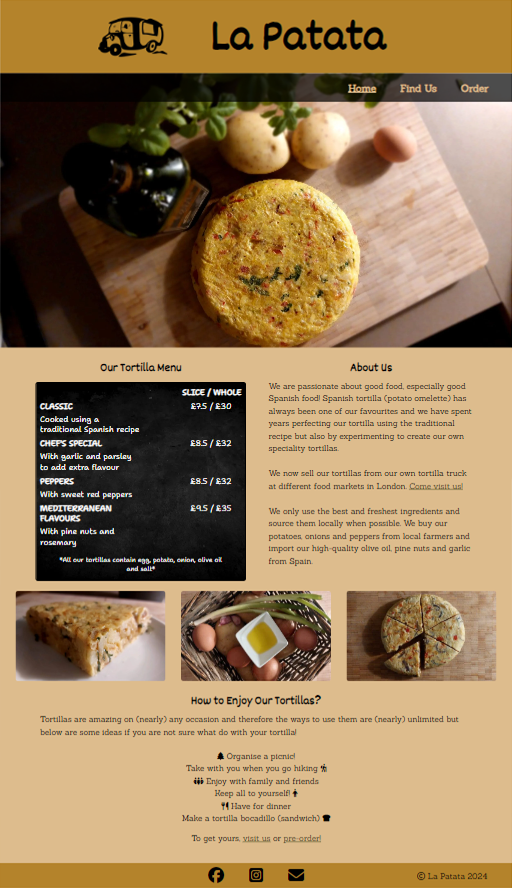 La Patata
Home Find Us Order
Our Tortilla Menu
SLICE / WHOLE
CLASSIC £7.5 / £30
Cooked using a
traditional Spanish recipe
CHEF'S SPECIAL £8.5 / £32
With garlic and parsley
to add extra flavour
PEPPERS £8.5 / £32
With sweet red peppers
MEDITERRANEAN £9.5 / £35
FLAVOURS
With pine nuts and
rosemary
*All our tortillas contain egg, potato, onion, olive oil
and salt*
About Us
We are passionate about good food, especially good
Spanish food! Spanish tortilla (potato omelette) has
always been one of our favourites and we have spent
years perfecting our tortilla using the traditional
recipe but also by experimenting to create our own
speciality tortillas.
We now sell our tortillas from our own tortilla truck
at different food markets in London. Come visit us!
We only use the best and freshest ingredients and
source them locally when possible. We buy our
potatoes, onions and peppers from local farmers and
import our high-quality olive oil, pine nuts and garlic
from Spain.
How to Enjoy Our Tortillas?
Tortillas are amazing on (nearly) any occasion and therefore the ways to use them are (nearly) unlimited but
below are some ideas if you are not sure what do with your tortilla!
Organise a picnic!
Take with you when you go hiking
Enjoy with family and friends
Keep all to yourself!
Have for dinner
Make a tortilla bocadillo (sandwich)
To get yours, visit us or pre-order!
© La Patata 2024